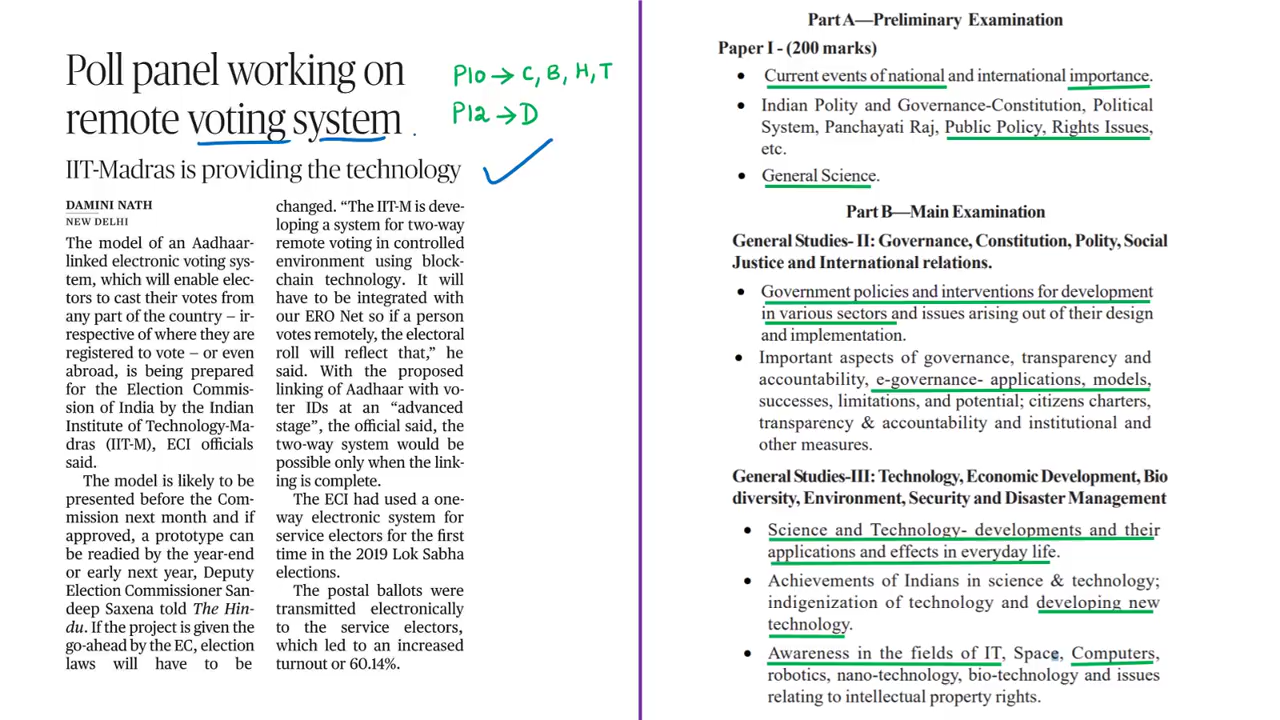 Poll panel working on
remote voting system
P10 → C, B, H, T
P12 → D
IIT-Madras is providing the technology
DAMINI NATH
NEW DELHI
The model of an Aadhaar-
linked electronic voting sys-
tem, which will enable elec-
tors to cast their votes from
any part of the country – ir-
respective of where they are
registered to vote – or even
abroad, is being prepared
for the Election Commis-
sion of India by the Indian
Institute of Technology-Ma-
dras (IIT-M), ECI officials
said.
The model is likely to be
presented before the Com-
mission next month and if
approved, a prototype can
be readied by the year-end
or early next year, Deputy
Election Commissioner San-
deep Saxena told The Hin-
du. If the project is given the
go-ahead by the EC, election
laws will have to be
changed. “The IIT-M is deve-
loping a system for two-way
remote voting in controlled
environment using block-
chain technology. It will
have to be integrated with
our ERO Net so if a person
votes remotely, the electoral
roll will reflect that,” he
said. With the proposed
linking of Aadhaar with vo-
ter IDs at an “advanced
stage”, the official said, the
two-way system would be
possible only when the link-
ing is complete.
The ECI had used a one-
way electronic system for
service electors for the first
time in the 2019 Lok Sabha
elections.
The postal ballots were
transmitted electronically
to the service electors,
which led to an increased
turnout or 60.14%.
Part A—Preliminary Examination
Paper I - (200 marks)
• Current events of national and international importance.
• Indian Polity and Governance-Constitution, Political
System, Panchayati Raj, Public Policy, Rights Issues,
etc.
• General Science.
Part B—Main Examination
General Studies- II: Governance, Constitution, Polity, Social
Justice and International relations.
• Government policies and interventions for development
in various sectors and issues arising out of their design
and implementation.
• Important aspects of governance, transparency and
accountability, e-governance- applications, models,
successes, limitations, and potential; citizens charters,
transparency & accountability and institutional and
other measures.
General Studies-III: Technology, Economic Development, Bio
diversity, Environment, Security and Disaster Management
• Science and Technology- developments and their
applications and effects in everyday life.
• Achievements of Indians in science & technology;
indigenization of technology and developing new
technology.
• Awareness in the fields of IT, Space, Computers,
robotics, nano-technology, bio-technology and issues
relating to intellectual property rights.